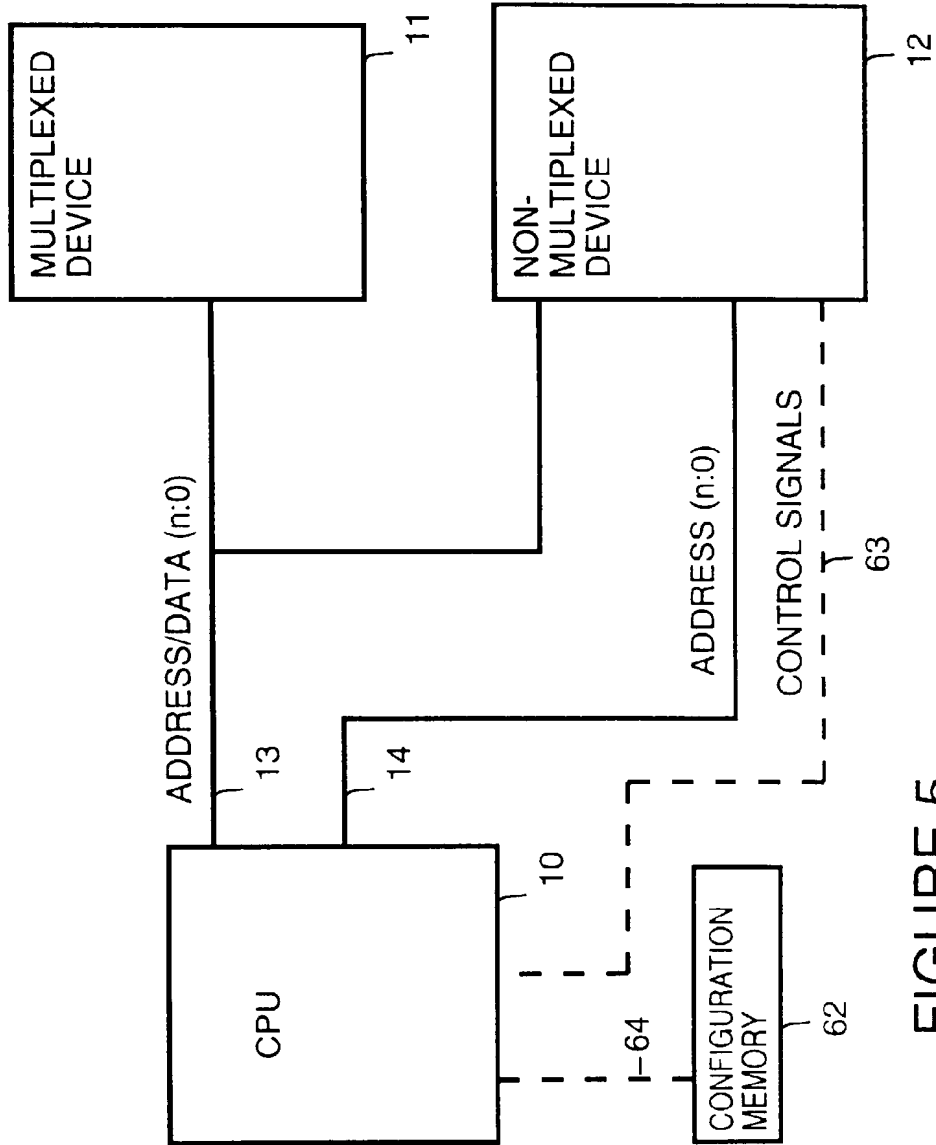 MULTIPLEXED
DEVICE
11
ADDRESS/DATA (n:0)
13
NON-
MULTIPLEXED
DEVICE
12
14
ADDRESS (n:0)
CPU
10
CONTROL SIGNALS
63
64
CONFIGURATION
MEMORY
62
FIGURE 5